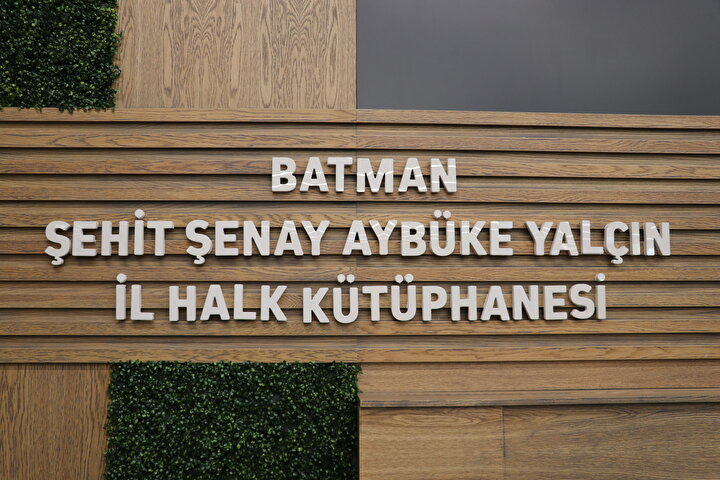 BATMAN
ŞEHİT ŞENAY AYBÜKE YALÇIN
İL HALK KÜTÜPHANESİ